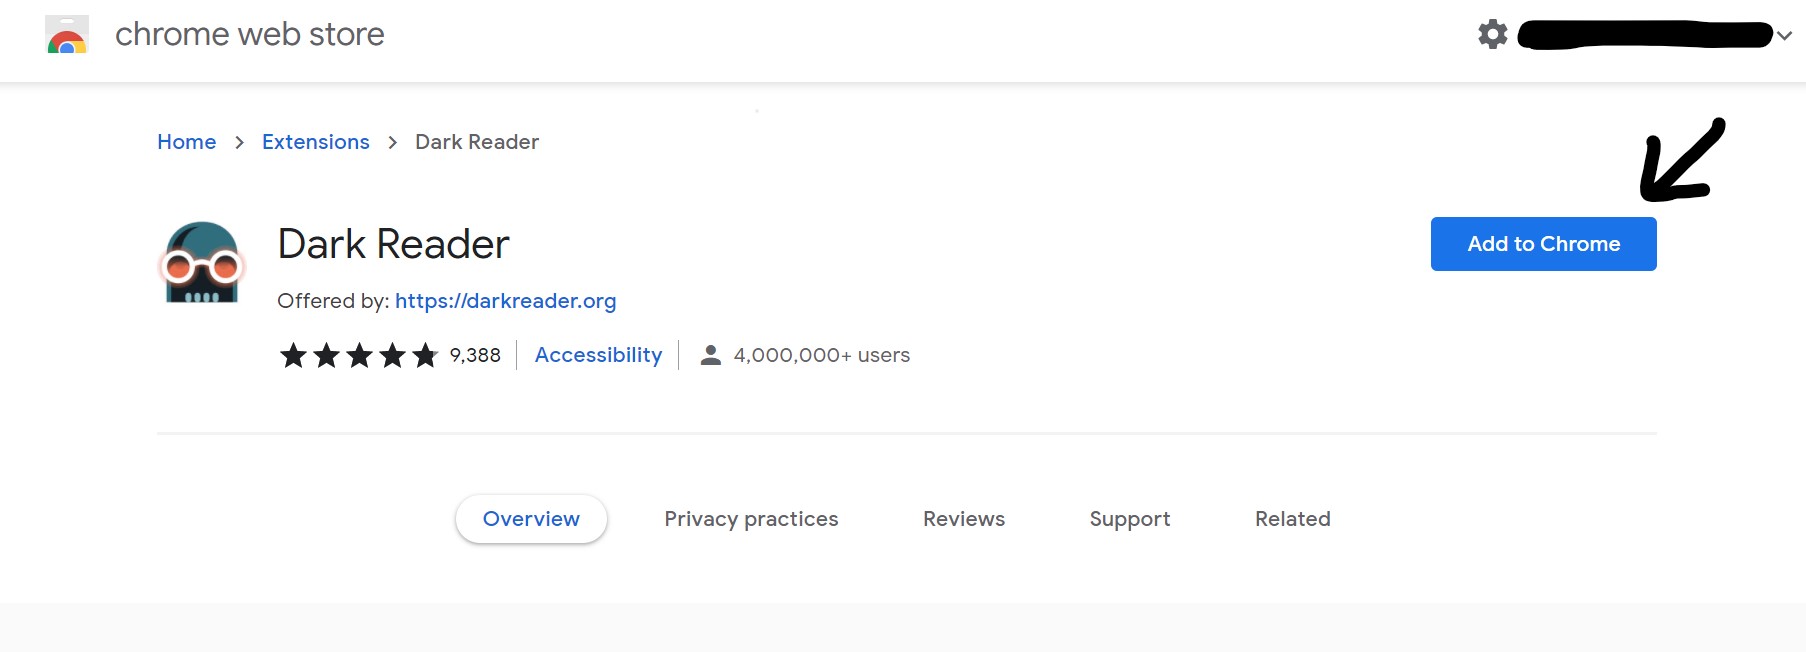 chrome web store
Home > Extensions > Dark Reader
Dark Reader
Add to Chrome
Offered by: https://darkreader.org
9,388 | Accessibility | 4,000,000+ users
Overview Privacy practices Reviews Support Related